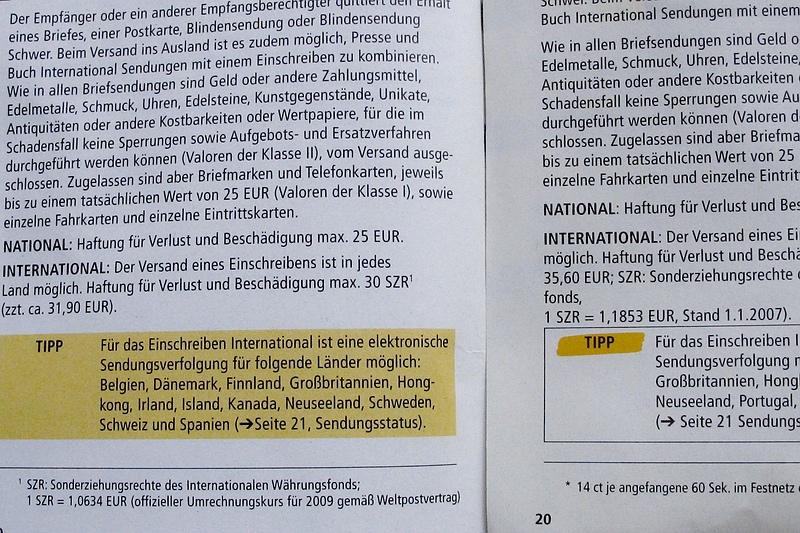 Der Empfänger oder ein anderer Empfangsberechtigter quittiert den Erhalt
eines Briefes, einer Postkarte, Blindensendung oder Blindensendung
Schwer. Beim Versand ins Ausland ist es zudem möglich, Presse und
Buch International Sendungen mit einem Einschreiben zu kombinieren.
Wie in allen Briefsendungen sind Geld oder andere Zahlungsmittel,
Edelmetalle, Schmuck, Uhren, Edelsteine, Kunstgegenstände, Unikate,
Antiquitäten oder andere Kostbarkeiten oder Wertpapiere, für die im
Schadensfall keine Sperrungen sowie Aufgebots- und Ersatzverfahren
durchgeführt werden können (Valoren der Klasse II), vom Versand ausge-
schlossen. Zugelassen sind aber Briefmarken und Telefonkarten, jeweils
bis zu einem tatsächlichen Wert von 25 EUR (Valoren der Klasse I), sowie
einzelne Fahrkarten und einzelne Eintrittskarten.
NATIONAL: Haftung für Verlust und Beschädigung max. 25 EUR.
INTERNATIONAL: Der Versand eines Einschreibens ist in jedes
Land möglich. Haftung für Verlust und Beschädigung max. 30 SZR¹
(zzt. ca. 31,90 EUR).
TIPP Für das Einschreiben International ist eine elektronische
Sendungsverfolgung für folgende Länder möglich:
Belgien, Dänemark, Finnland, Großbritannien, Hong-
kong, Irland, Island, Kanada, Neuseeland, Schweden,
Schweiz und Spanien (➔Seite 21, Sendungsstatus).
¹ SZR: Sonderziehungsrechte des Internationalen Währungsfonds;
1 SZR = 1,0634 EUR (offizieller Umrechnungskurs für 2009 gemäß Weltpostvertrag)
Schwer. Beim
Buch International Sendungen mit einem
Wie in allen Briefsendungen sind Geld
Edelmetalle, Schmuck, Uhren, Edelsteine,
Antiquitäten oder andere Kostbarkeiten
Schadensfall keine Sperrungen sowie
durchgeführt werden können (Valoren
schlossen. Zugelassen sind aber
bis zu einem tatsächlichen Wert von 25
einzelne Fahrkarten und einzelne
NATIONAL: Haftung für Verlust und
INTERNATIONAL: Der Versand eines
möglich. Haftung für Verlust und
35,60 EUR; SZR: Sonderziehungsrechte
fonds,
1 SZR = 1,1853 EUR, Stand 1.1.2007).
TIPP Für das Einschreiben
Sendungsverfolgung
Großbritannien,
Neuseeland, Portugal,
(➔ Seite 21
* 14 ct je angefangene 60 Sek. im Festnetz
20